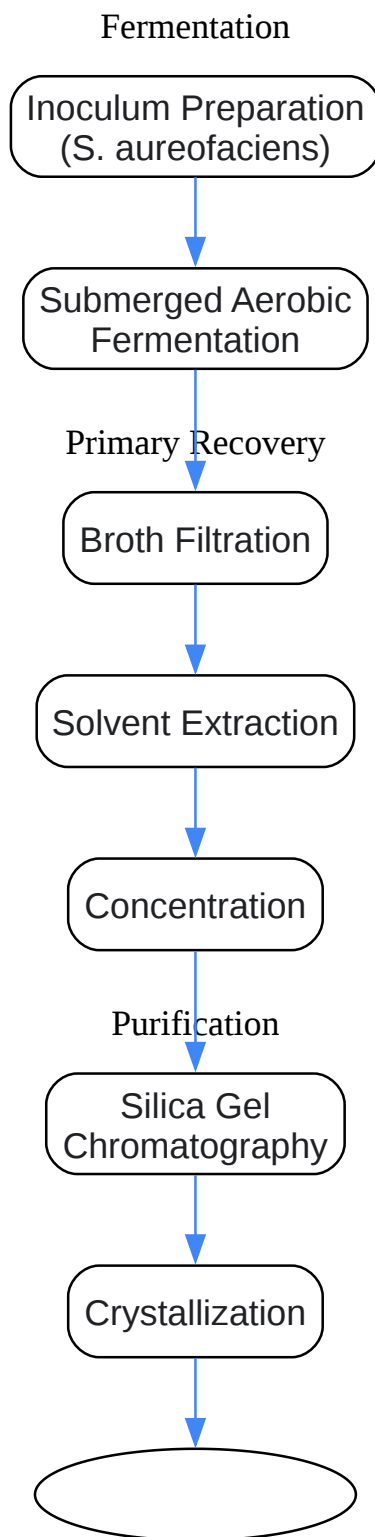 Fermentation
Inoculum Preparation
(S. aureofaciens)
Submerged Aerobic
Fermentation
Primary Recovery
Broth Filtration
Solvent Extraction
Concentration
Purification
Silica Gel
Chromatography
Crystallization